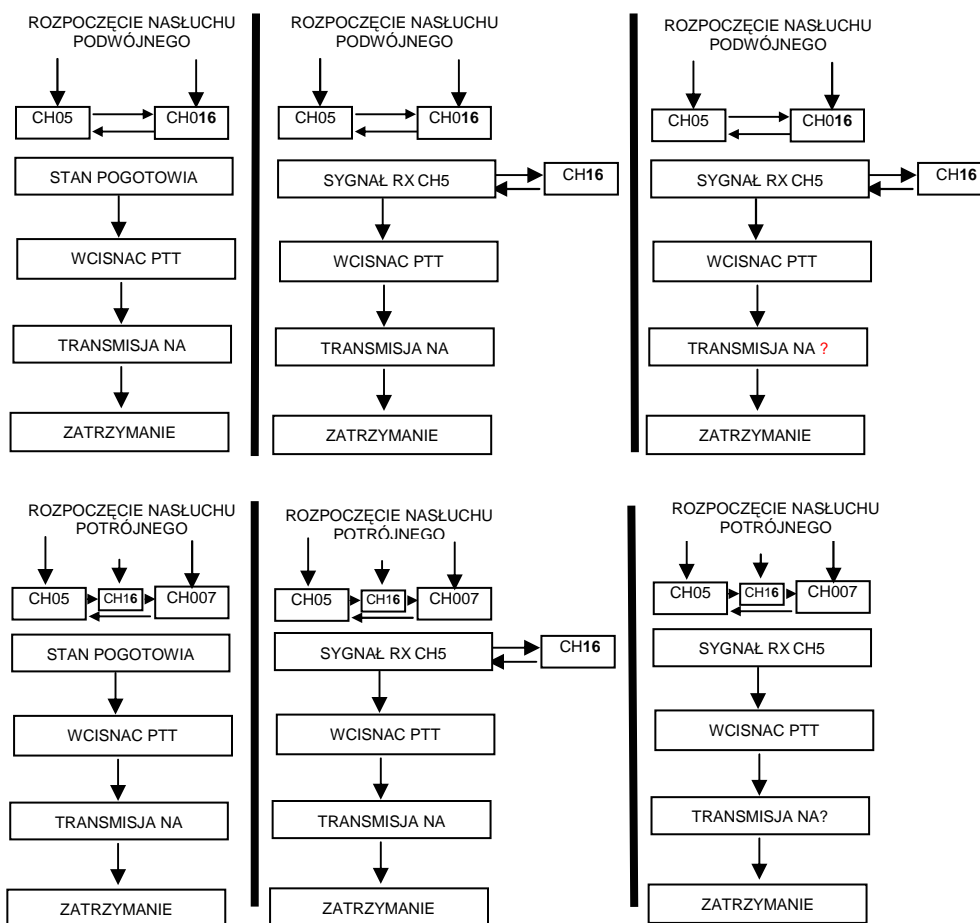 ROZPOCZĘCIE NASŁUCHU
PODWÓJNEGO
CH05
CH016
STAN POGOTOWIA
WCISNAC PTT
TRANSMISJA NA
ZATRZYMANIE
ROZPOCZĘCIE NASŁUCHU
PODWÓJNEGO
CH05
CH016
SYGNAŁ RX CH5
CH16
WCISNAC PTT
TRANSMISJA NA
ZATRZYMANIE
ROZPOCZĘCIE NASŁUCHU
PODWÓJNEGO
CH05
CH016
SYGNAŁ RX CH5
CH16
WCISNAC PTT
TRANSMISJA NA ?
ZATRZYMANIE
ROZPOCZĘCIE NASŁUCHU
POTRÓJNEGO
CH05
CH16
CH007
STAN POGOTOWIA
WCISNAC PTT
TRANSMISJA NA
ZATRZYMANIE
ROZPOCZĘCIE NASŁUCHU
POTRÓJNEGO
CH05
CH16
CH007
SYGNAŁ RX CH5
CH16
WCISNAC PTT
TRANSMISJA NA
ZATRZYMANIE
ROZPOCZĘCIE NASŁUCHU
POTRÓJNEGO
CH05
CH16
CH007
SYGNAŁ RX CH5
WCISNAC PTT
TRANSMISJA NA?
ZATRZYMANIE